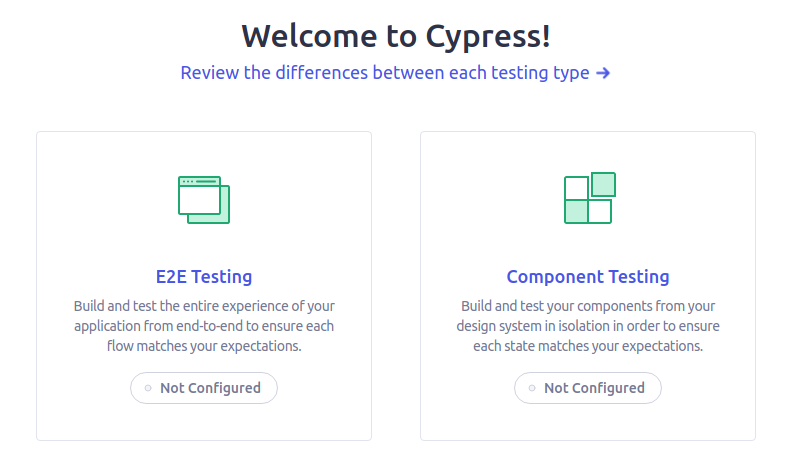 Welcome to Cypress!
Review the differences between each testing type →
E2E Testing
Build and test the entire experience of your
application from end-to-end to ensure each
flow matches your expectations.
Not Configured
Component Testing
Build and test your components from your
design system in isolation in order to ensure
each state matches your expectations.
Not Configured